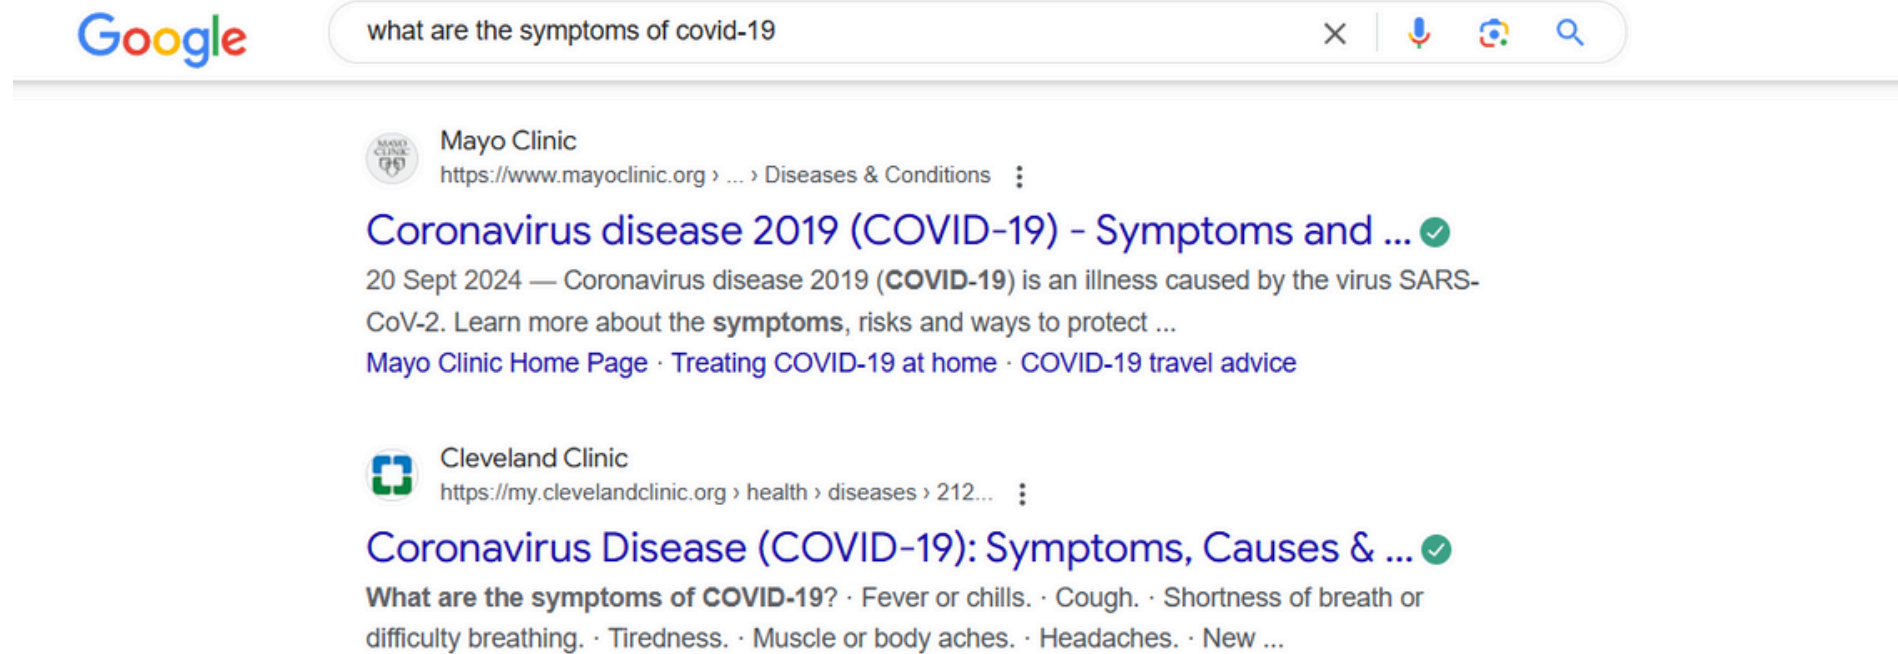 Google
what are the symptoms of covid-19
MAYO CLINIC
Mayo Clinic
https://www.mayoclinic.org › ... › Diseases & Conditions
Coronavirus disease 2019 (COVID-19) - Symptoms and ...
20 Sept 2024 — Coronavirus disease 2019 (COVID-19) is an illness caused by the virus SARS-
CoV-2. Learn more about the symptoms, risks and ways to protect ...
Mayo Clinic Home Page · Treating COVID-19 at home · COVID-19 travel advice
Cleveland Clinic
https://my.clevelandclinic.org › health › diseases › 212...
Coronavirus Disease (COVID-19): Symptoms, Causes & ...
What are the symptoms of COVID-19? · Fever or chills. · Cough. · Shortness of breath or
difficulty breathing. · Tiredness. · Muscle or body aches. · Headaches. · New ...